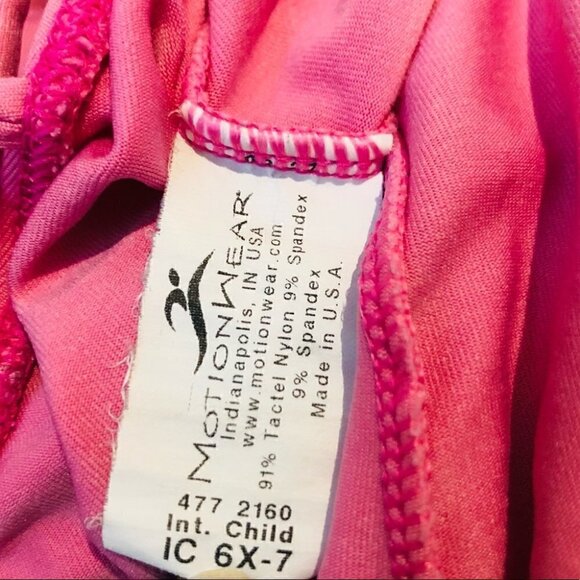 MOTIONWEAR®
Indianapolis, IN USA
www.motionwear.com
91% Tactel Nylon 9% Spandex
9% Spandex
Made in U.S.A.
477 2160
Int. Child
IC 6X-7